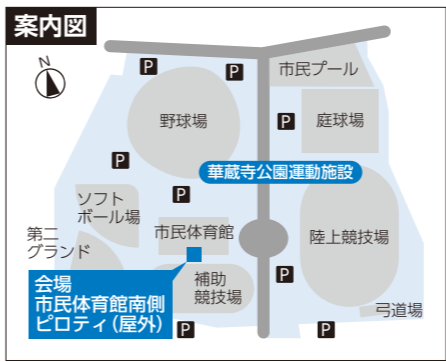 案内図
N
P
P
市民プール
野球場
P
庭球場
P
華蔵寺公園運動施設
P
ソフト
ボール場
市民体育館
陸上競技場
第二
グランド
会場
市民体育館南側
ピロティ(屋外)
補助
競技場
P
弓道場
P
P